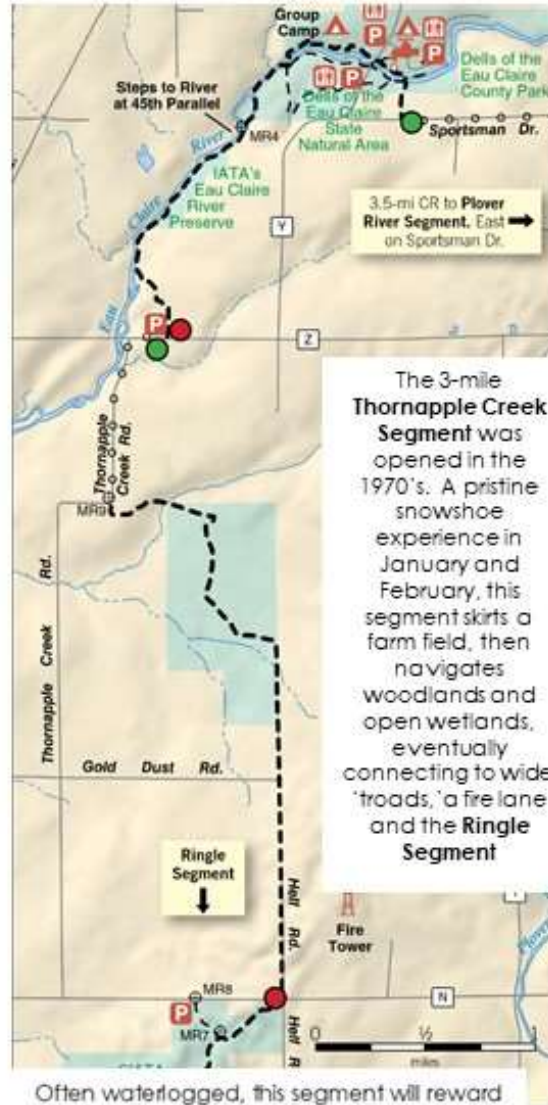 Group
Camp
P
P
P
P
Dells of the
Eau Claire
County Park
Steps to River
at 45th Parallel
Dells of the
Eau Claire
State
Natural Area
Sportsman Dr.
River
MR4
IATA's
Eau Claire
River
Preserve
Claire
Eau
3.5-mi CR to Plover
River Segment. East
on Sportsman Dr.
Y
P
Z
Thornapple
Creek Rd.
MR9
Thornapple Creek Rd.
The 3-mile
Thornapple Creek
Segment was
opened in the
1970's. A pristine
snowshoe
experience in
January and
February, this
segment skirts a
farm field, then
navigates
woodlands and
open wetlands,
eventually
connecting to wide
'troads,' a fire lane
and the Ringle
Segment
Gold Dust Rd.
Ringle
Segment
Hell Rd.
Fire
Tower
Plover
MR8
P
MR7
N
Hell R
0 ½ 1
miles
Often waterlogged, this segment will reward